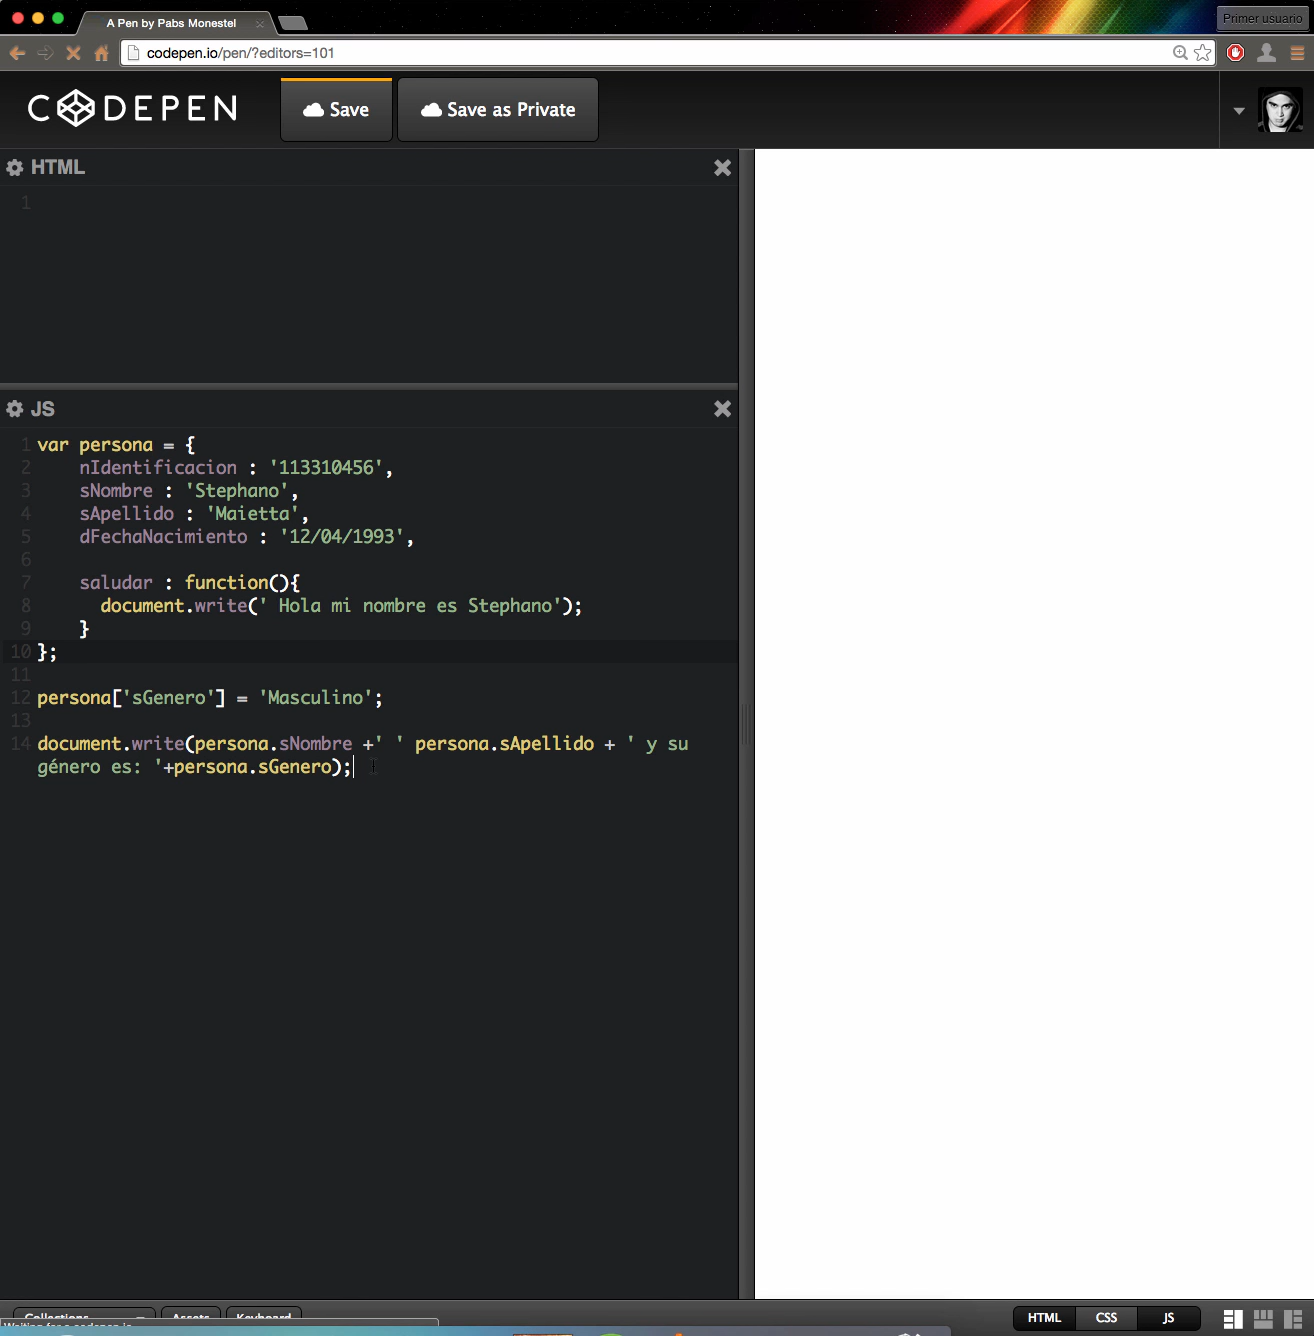 A Pen by Pabs Monestel
Primer usuario
codepen.io/pen/?editors=101
CODEPEN
Save
Save as Private
HTML
1
JS
1 var persona = {
2 nIdentificacion : '113310456',
3 sNombre : 'Stephano',
4 sApellido : 'Maietta',
5 dFechaNacimiento : '12/04/1993',
6
7 saludar : function(){
8 document.write(' Hola mi nombre es Stephano');
9 }
10 };
11
12 persona['sGenero'] = 'Masculino';
13
14 document.write(persona.sNombre +' ' persona.sApellido + ' y su
género es: '+persona.sGenero);
Collections
Assets
Keyboard
HTML
CSS
JS